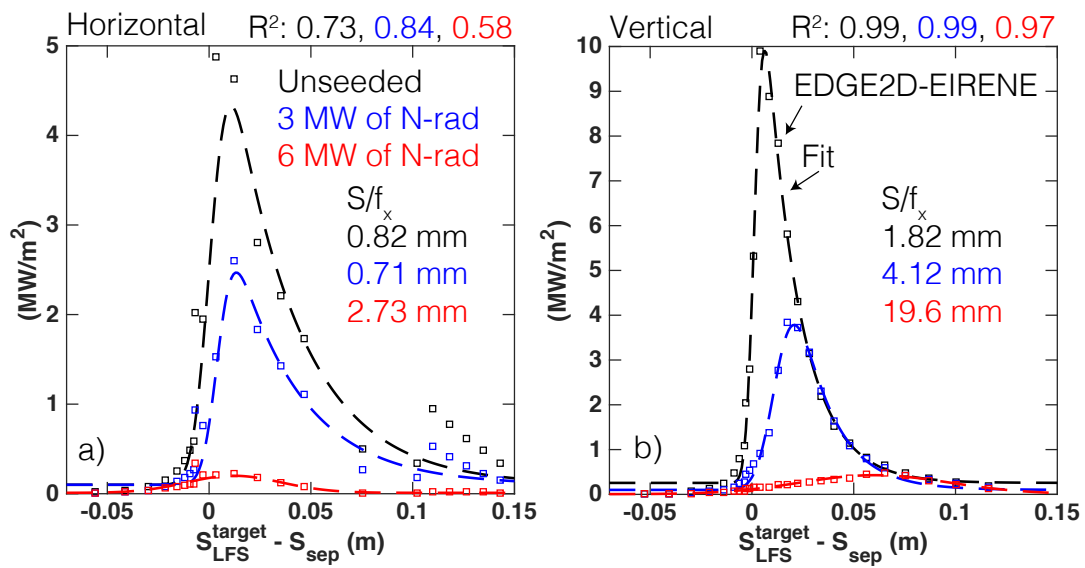 Horizontal R²: 0.73, 0.84, 0.58
5
4
3
2
1
0
(MW/m²)
Unseeded
3 MW of N-rad
6 MW of N-rad
S/fₓ
0.82 mm
0.71 mm
2.73 mm
a)
-0.05 0 0.05 0.1 0.15
S_LFS^target - S_sep (m)
Vertical R²: 0.99, 0.99, 0.97
10
9
8
7
6
5
4
3
2
1
0
(MW/m²)
EDGE2D-EIRENE
Fit
S/fₓ
1.82 mm
4.12 mm
19.6 mm
b)
-0.05 0 0.05 0.1 0.15
S_LFS^target - S_sep (m)